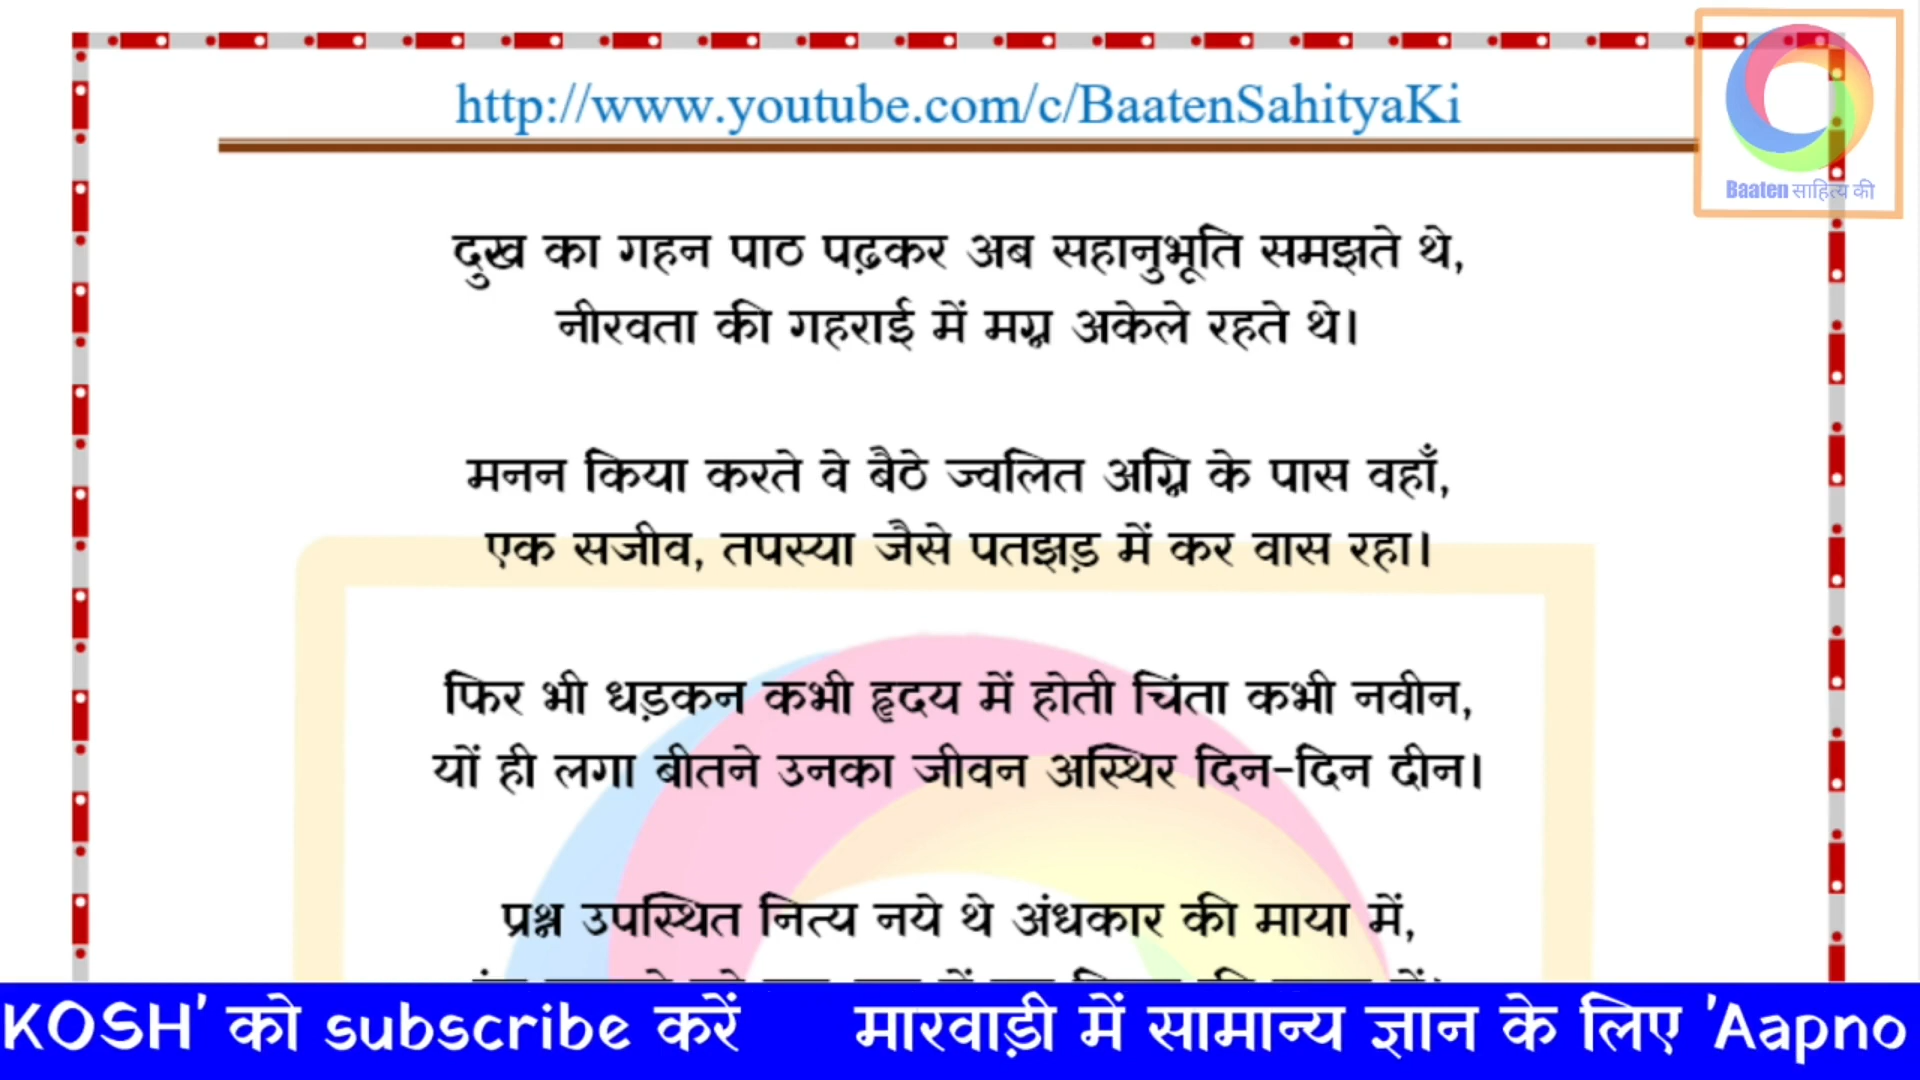 http://www.youtube.com/c/BaatenSahityaKi
Baaten साहित्य की
दुख का गहन पाठ पढ़कर अब सहानुभूति समझते थे,
नीरवता की गहराई में मग्न अकेले रहते थे।
मनन किया करते वे बैठे ज्वलित अग्नि के पास वहाँ,
एक सजीव, तपस्या जैसे पतझड़ में कर वास रहा।
फिर भी धड़कन कभी हृदय में होती चिंता कभी नवीन,
यों ही लगा बीतने उनका जीवन अस्थिर दिन-दिन दीन।
प्रश्न उपस्थित नित्य नये थे अंधकार की माया में,
KOSH' को subscribe करें मारवाड़ी में सामान्य ज्ञान के लिए 'Aapno